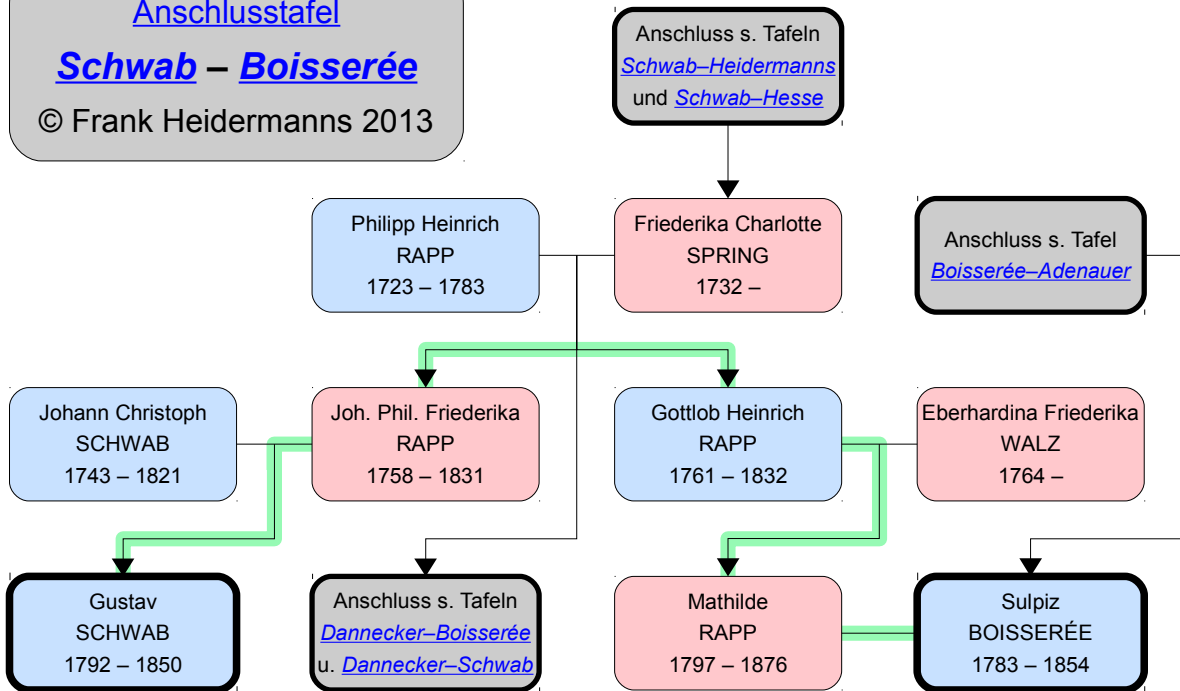 Anschlusstafel
Schwab – Boisserée
© Frank Heidermanns 2013
Anschluss s. Tafeln
Schwab–Heidermanns
und Schwab–Hesse
Philipp Heinrich
RAPP
1723 – 1783
Friederika Charlotte
SPRING
1732 –
Anschluss s. Tafel
Boisserée–Adenauer
Johann Christoph
SCHWAB
1743 – 1821
Joh. Phil. Friederika
RAPP
1758 – 1831
Gottlob Heinrich
RAPP
1761 – 1832
Eberhardina Friederika
WALZ
1764 –
Gustav
SCHWAB
1792 – 1850
Anschluss s. Tafeln
Dannecker–Boisserée
u. Dannecker–Schwab
Mathilde
RAPP
1797 – 1876
Sulpiz
BOISSERÉE
1783 – 1854